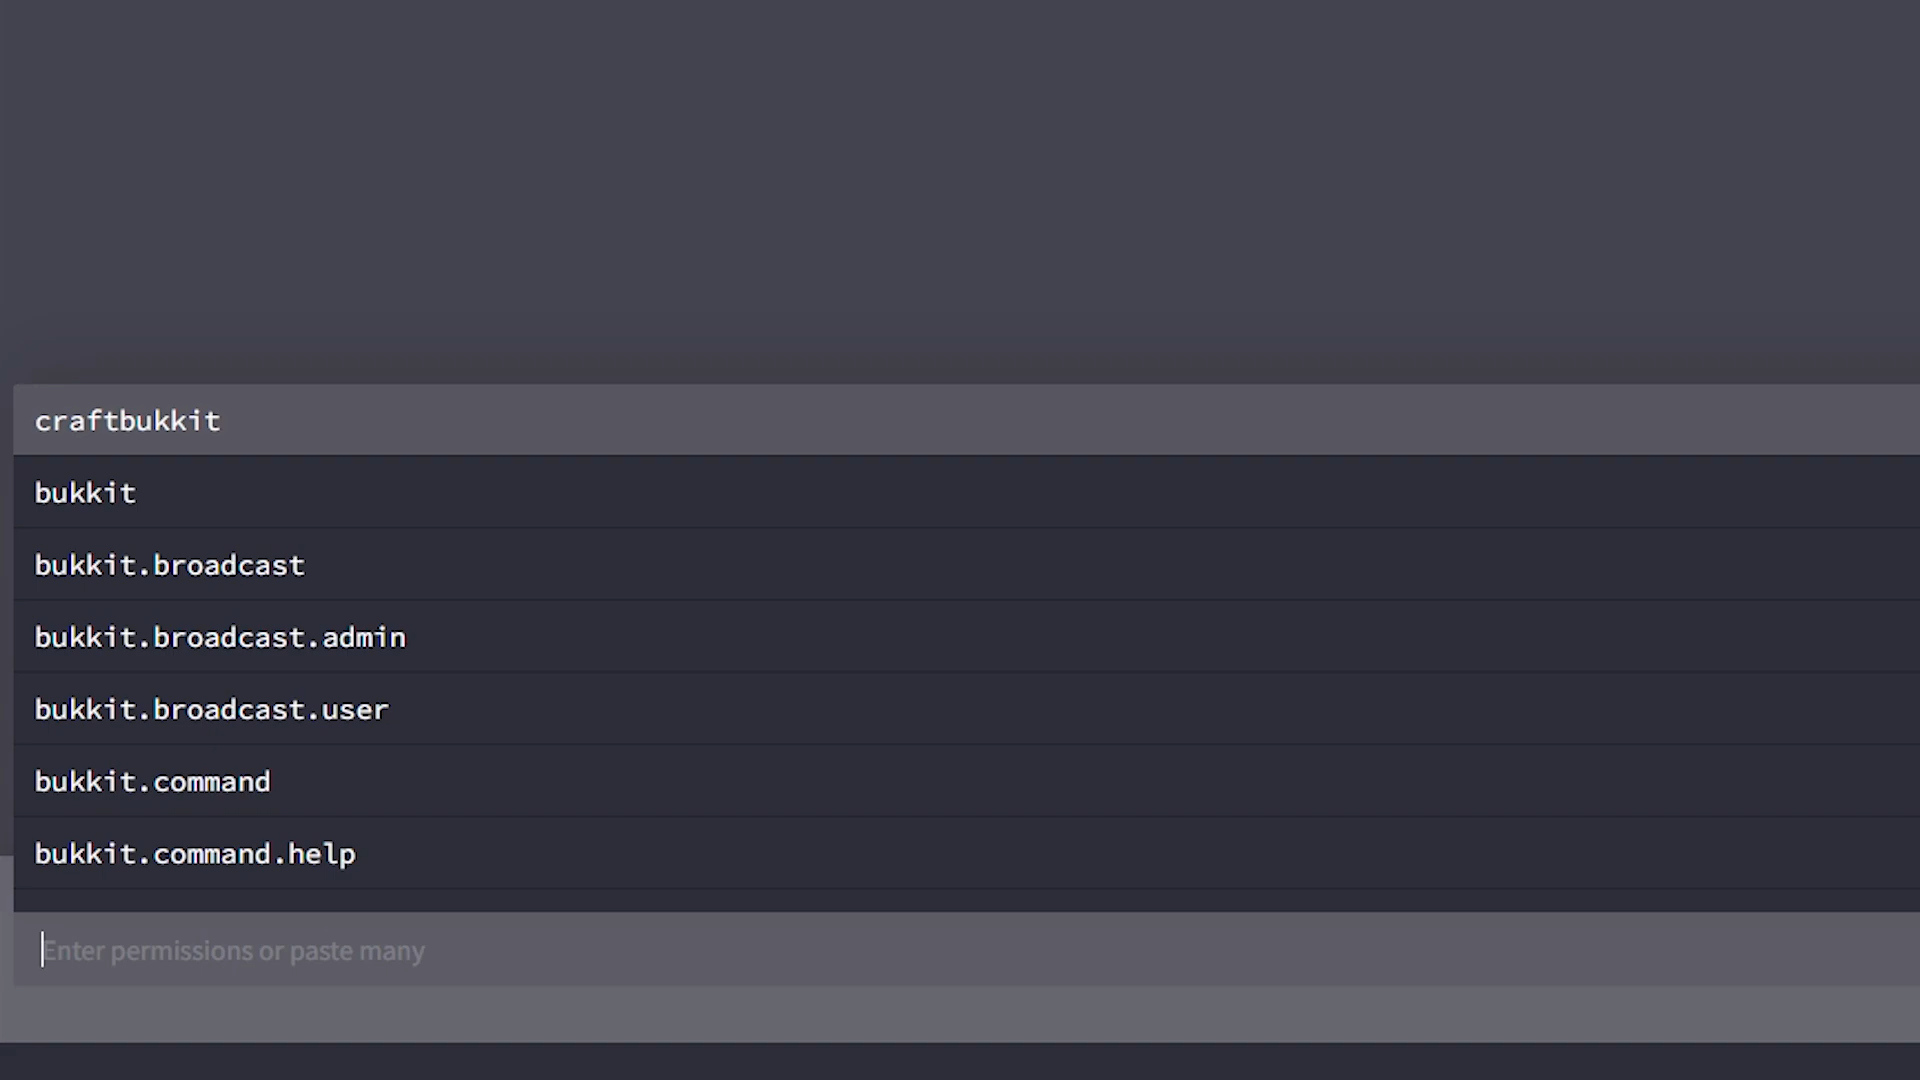 craftbukkit
bukkit
bukkit.broadcast
bukkit.broadcast.admin
bukkit.broadcast.user
bukkit.command
bukkit.command.help
Enter permissions or paste many